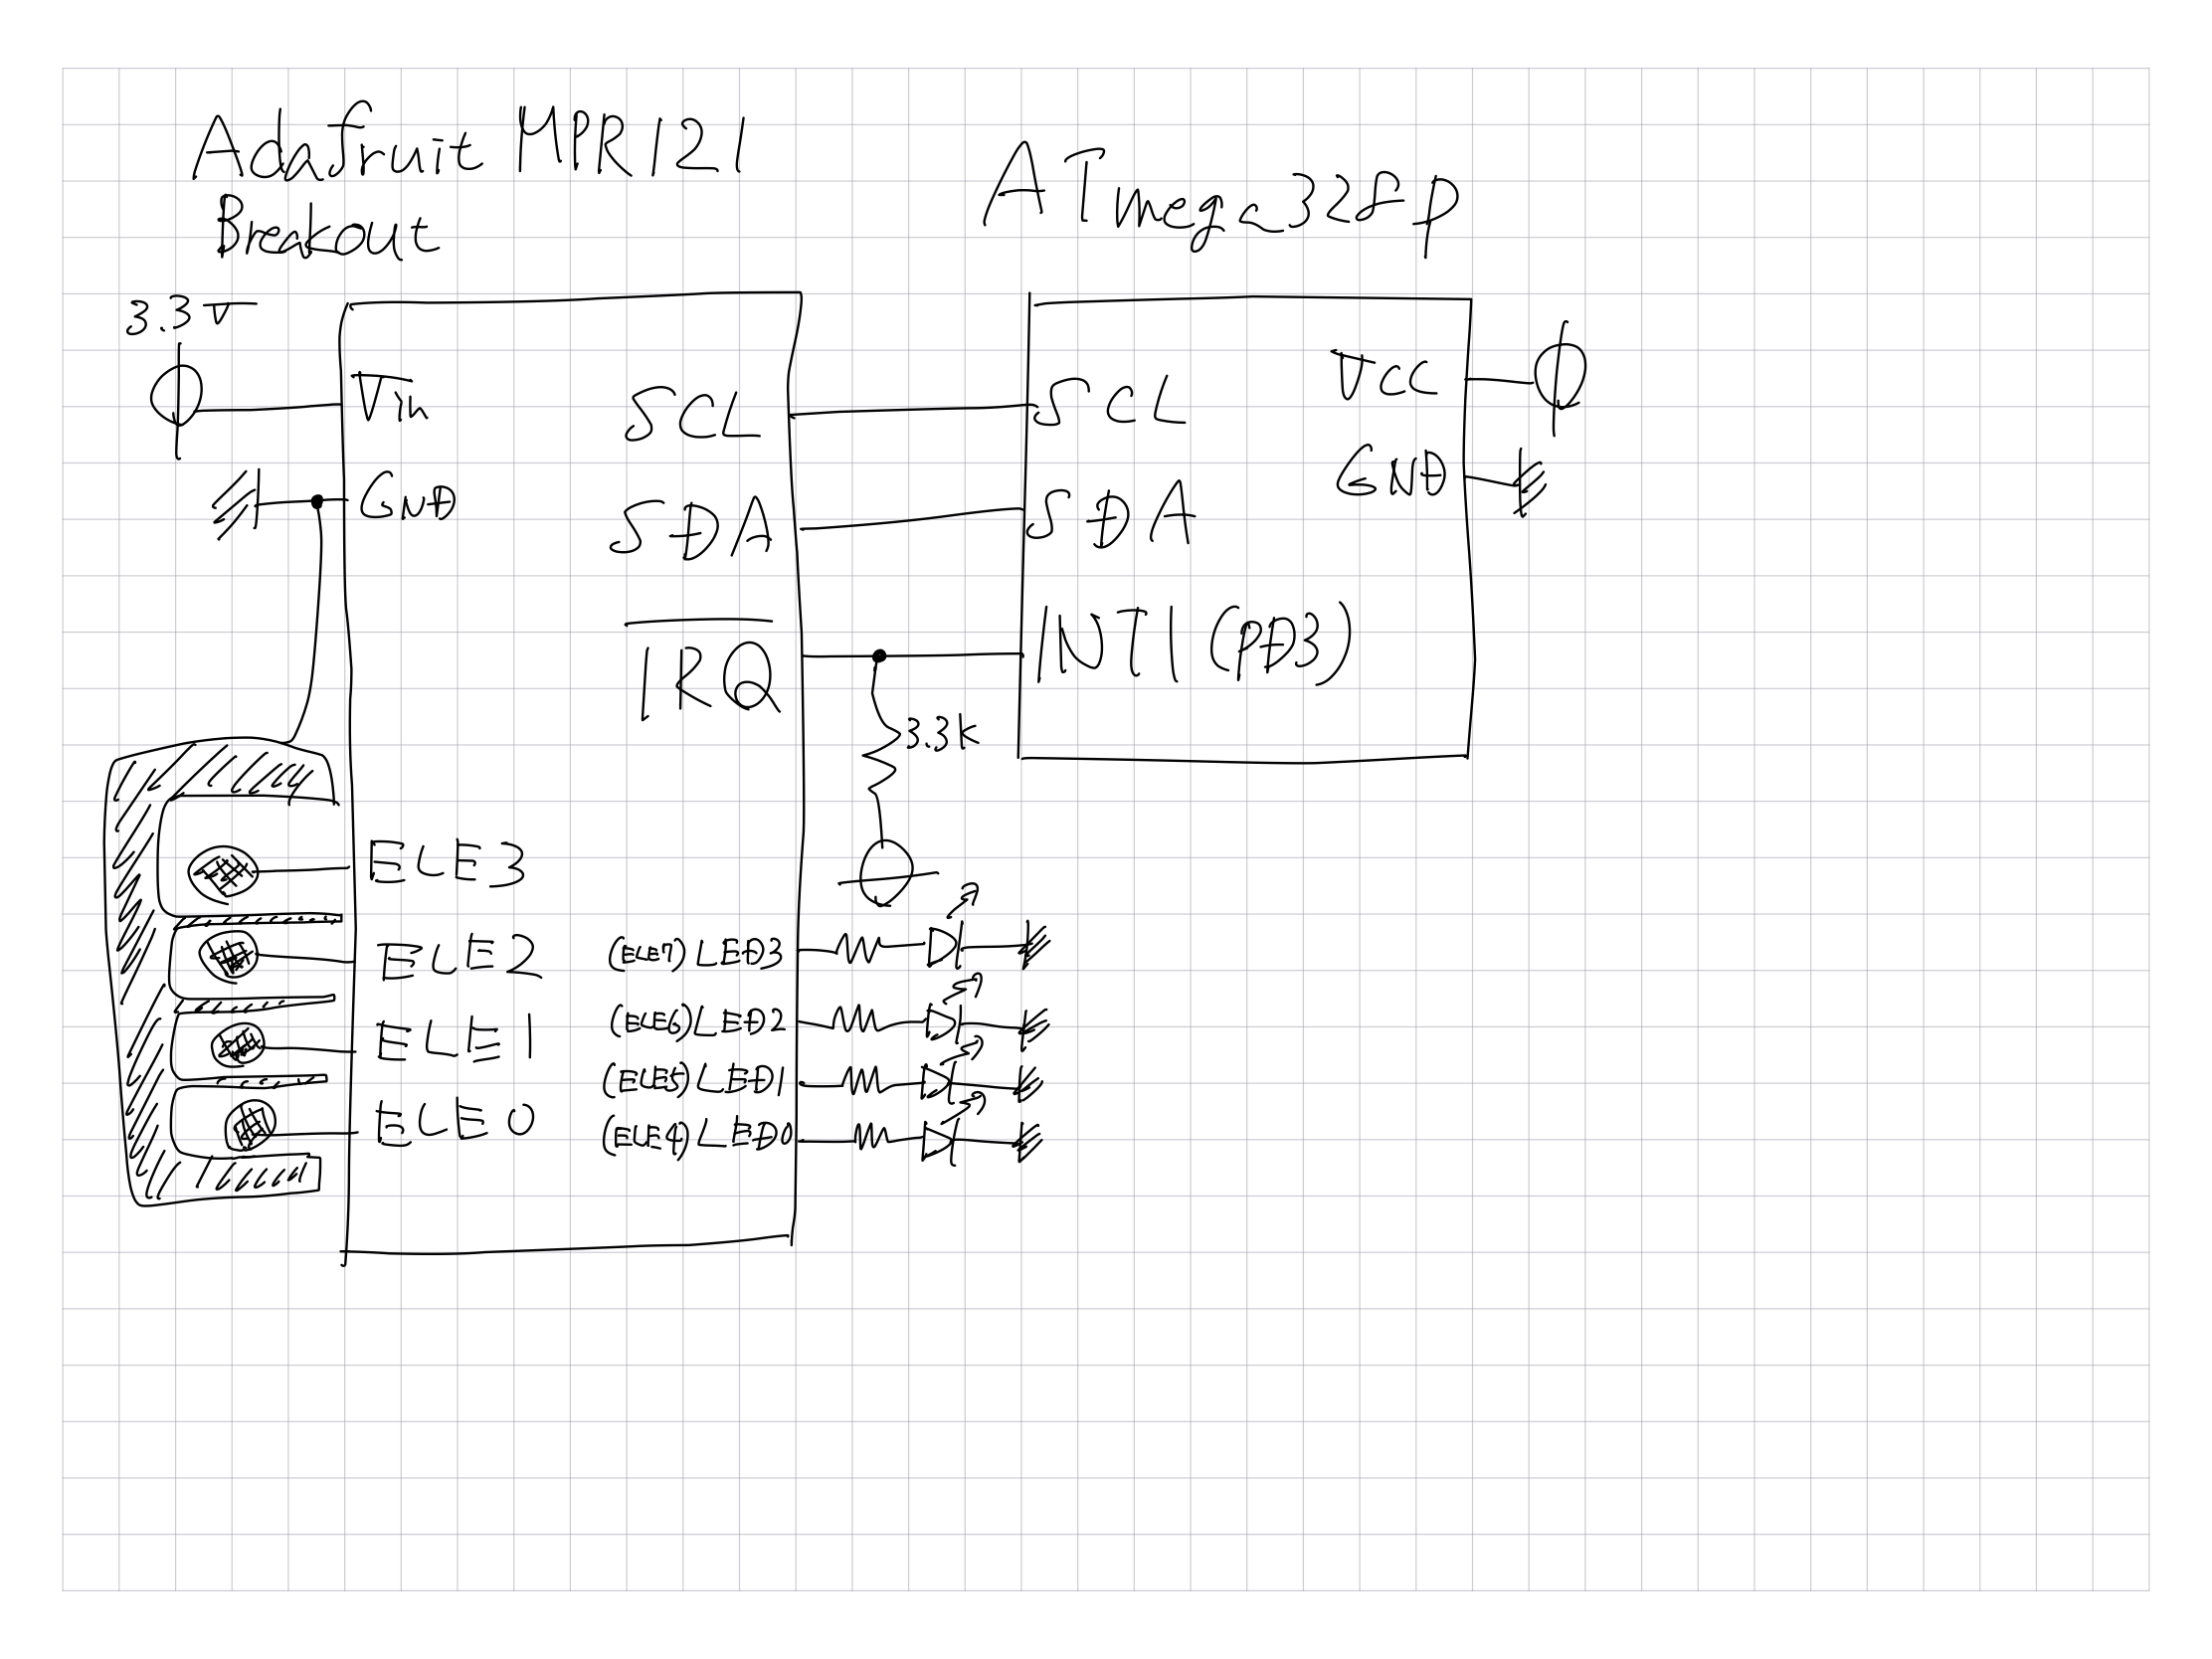 Adafruit MPR121
Breakout
ATmega328p
3.3V
Vin
GND
SCL
SDA
IRQ
SCL
SDA
INT1 (PD3)
VCC
GND
3.3k
ELE3
ELE2
ELE1
ELE0
(ELE7) LED3
(ELE6) LED2
(ELE5) LED1
(ELE4) LED0